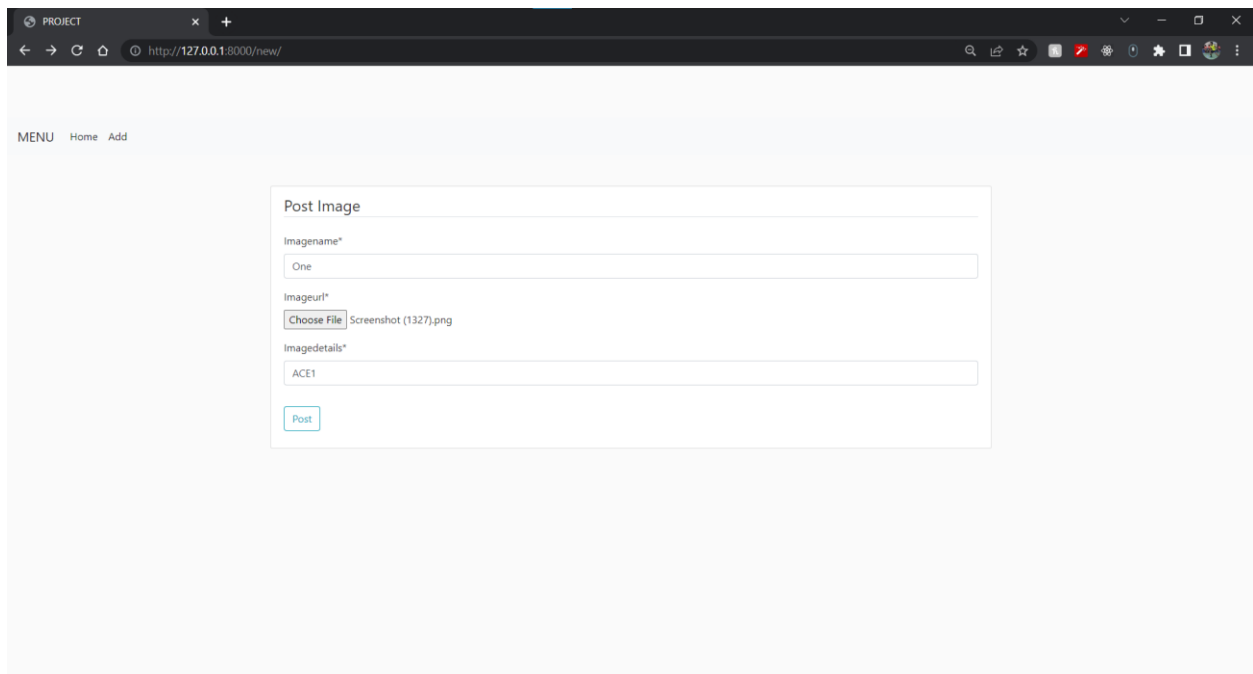 PROJECT
http://127.0.0.1:8000/new/
MENU Home Add
Post Image
Imagename*
One
Imageurl*
Choose File Screenshot (1327).png
Imagedetails*
ACE1
Post